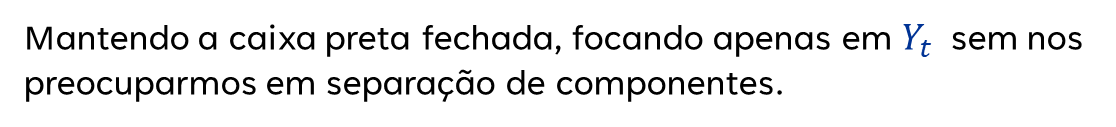 Mantendo a caixa preta fechada, focando apenas em Yₜ sem nos
preocuparmos em separação de componentes.